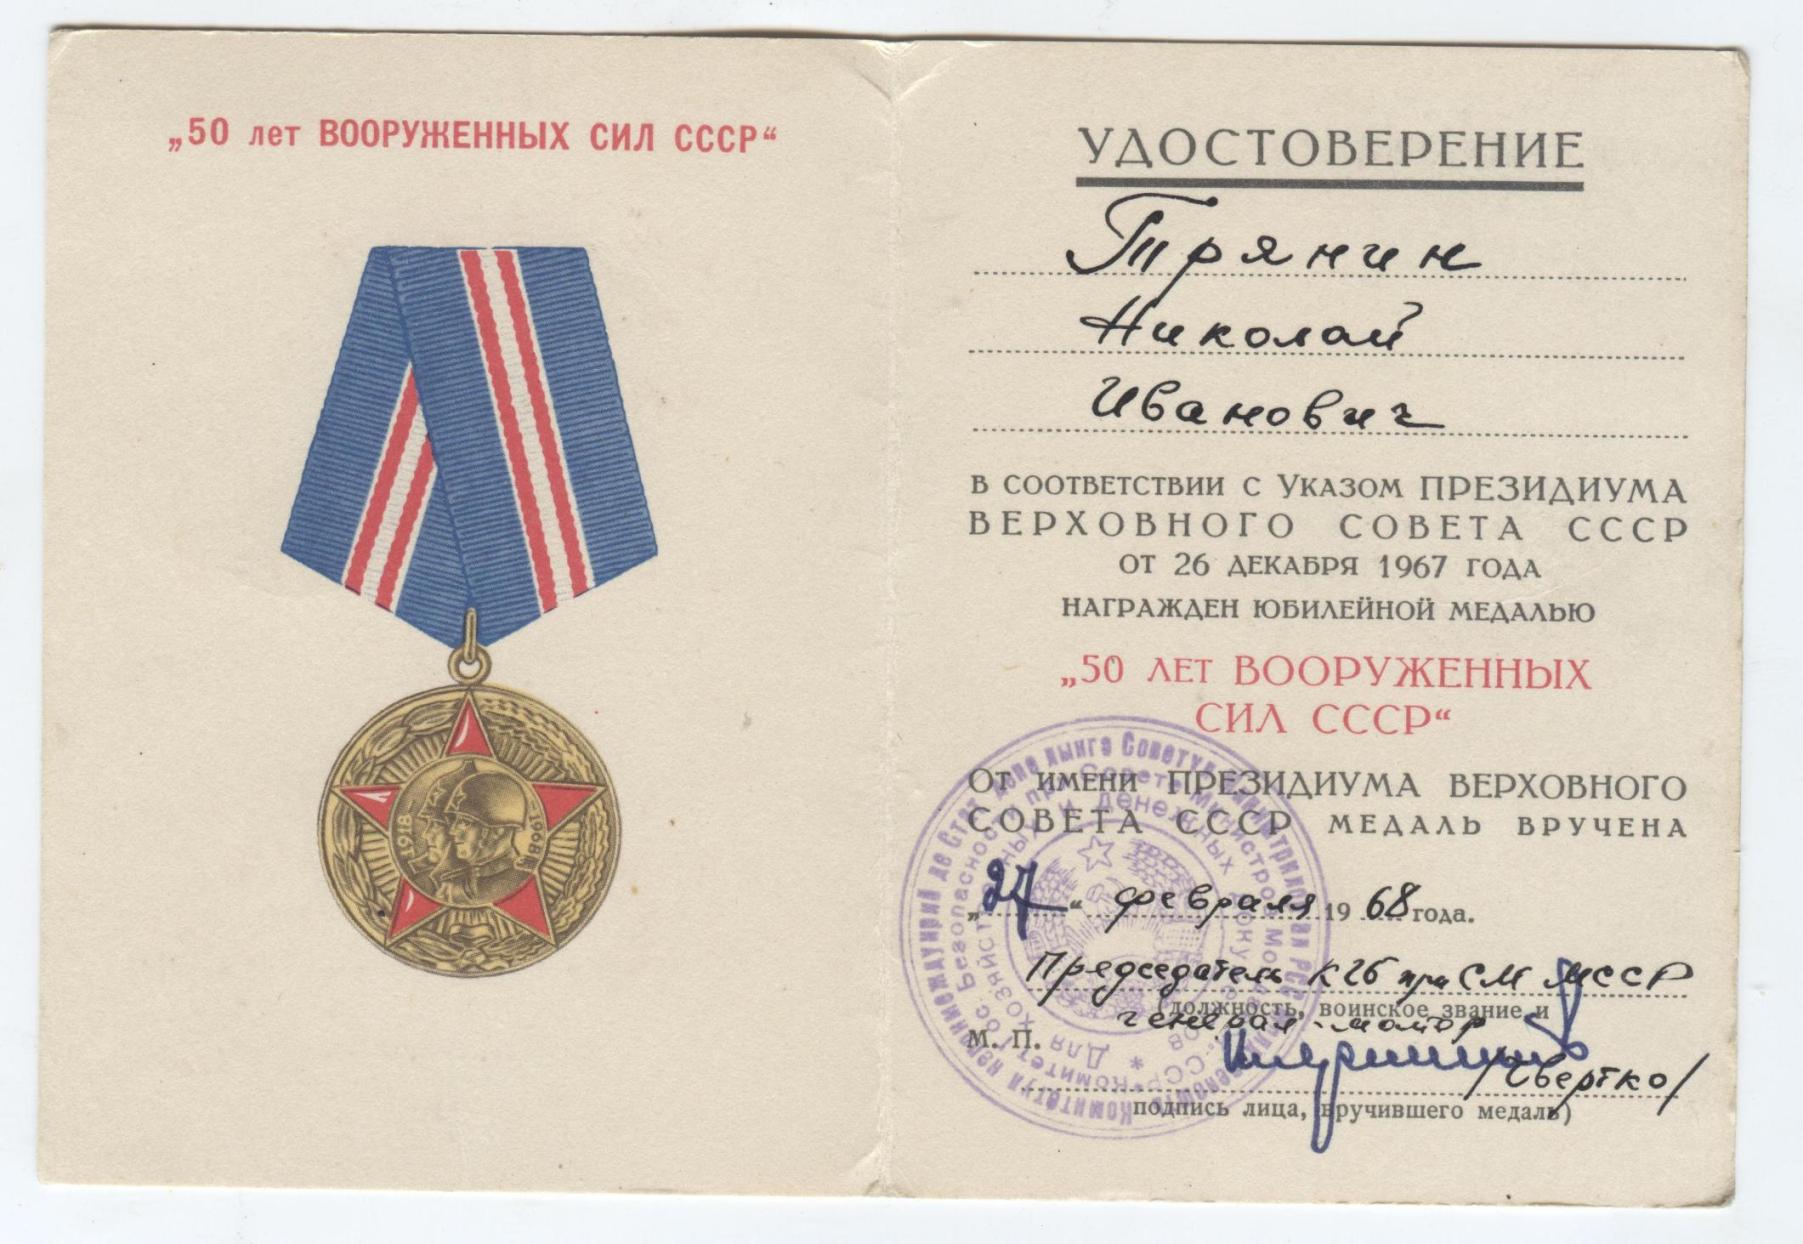 „50 лет ВООРУЖЕННЫХ СИЛ СССР“
1918
1968
УДОСТОВЕРЕНИЕ
Трянин
Николай
Иванович
В СООТВЕТСТВИИ С УКАЗОМ ПРЕЗИДИУМА
ВЕРХОВНОГО СОВЕТА СССР
ОТ 26 ДЕКАБРЯ 1967 ГОДА
НАГРАЖДЕН ЮБИЛЕЙНОЙ МЕДАЛЬЮ
„50 ЛЕТ ВООРУЖЕННЫХ
СИЛ СССР“
ОТ ИМЕНИ ПРЕЗИДИУМА ВЕРХОВНОГО
СОВЕТА СССР МЕДАЛЬ ВРУЧЕНА
„27“ февраля 1968 года.
Председатель КГБ при СМ МССР
(должность, воинское звание и
генерал-майор
М. П.
/Чвертко/
подпись лица, вручившего медаль)